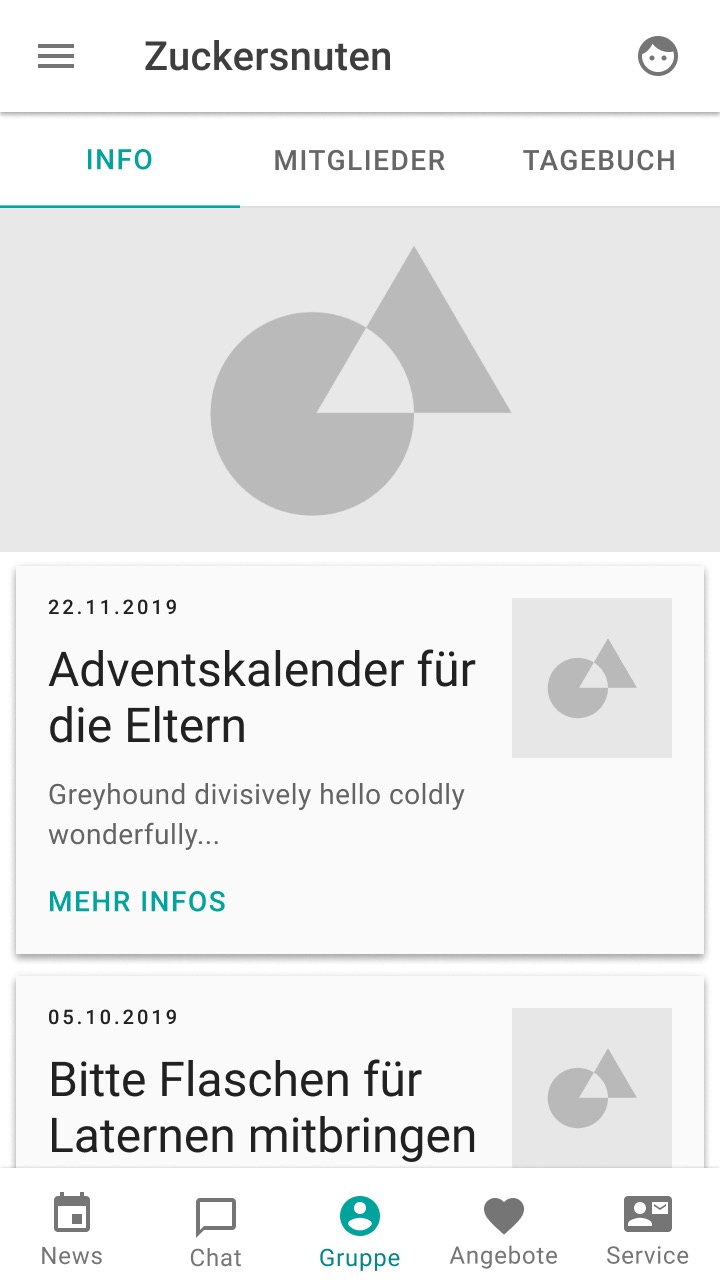 Zuckersnuten
INFO
MITGLIEDER
TAGEBUCH
22.11.2019
Adventskalender für
die Eltern
Greyhound divisively hello coldly
wonderfully...
MEHR INFOS
05.10.2019
Bitte Flaschen für
Laternen mitbringen
News
Chat
Gruppe
Angebote
Service